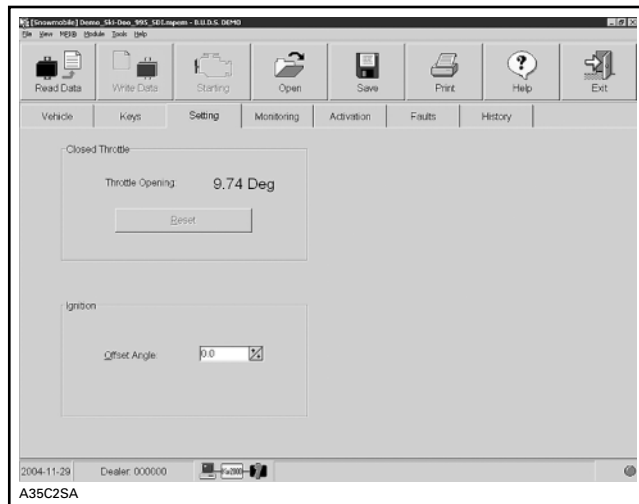 [Snowmobile] Demo_Ski-Doo_995_SDI.mpem - B.U.D.S. DEMO
File View MPEM Module Tools Help
Read Data Write Data Starting Open Save Print Help Exit
Vehicle Keys Setting Monitoring Activation Faults History
Closed Throttle
Throttle Opening: 9.74 Deg
Reset
Ignition
Offset Angle: 0.0
2004-11-29 Dealer: 000000
A35C2SA